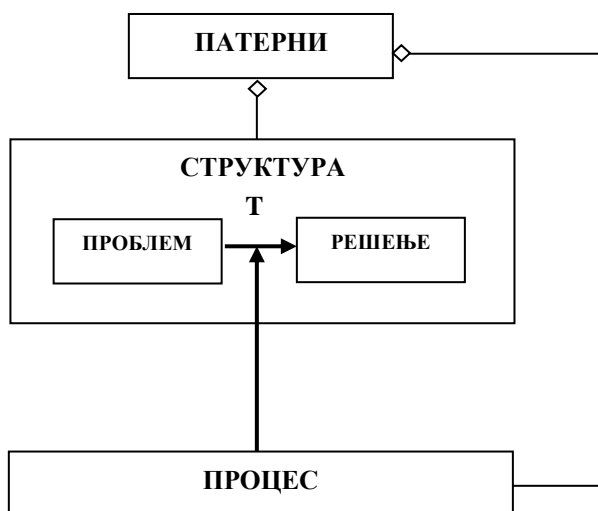 ПАТЕРНИ
СТРУКТУРА
Т
ПРОБЛЕМ
РЕШЕЊЕ
ПРОЦЕС